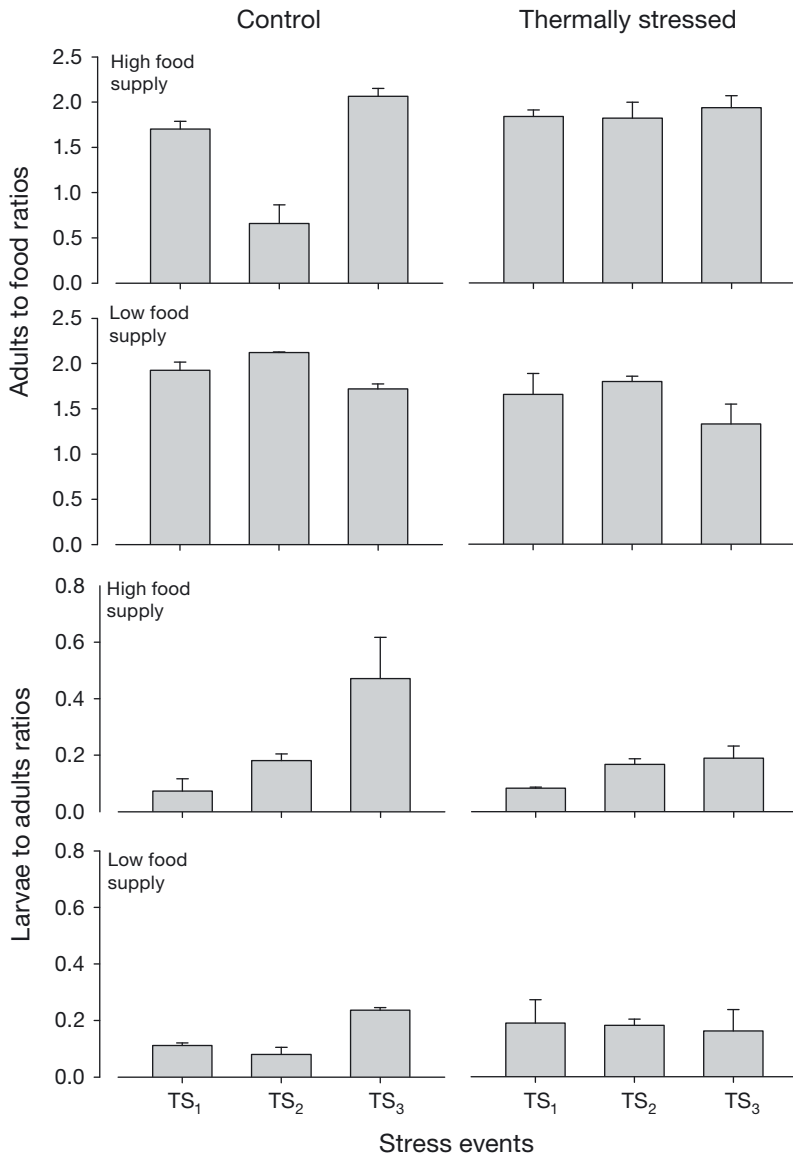 Control
Thermally stressed
Adults to food ratios
High food
supply
2.5
2.0
1.5
1.0
0.5
0.0
Low food
supply
2.5
2.0
1.5
1.0
0.5
0.0
Larvae to adults ratios
High food
supply
0.8
0.6
0.4
0.2
0.0
Low food
supply
0.8
0.6
0.4
0.2
0.0
TS₁ TS₂ TS₃ TS₁ TS₂ TS₃
Stress events